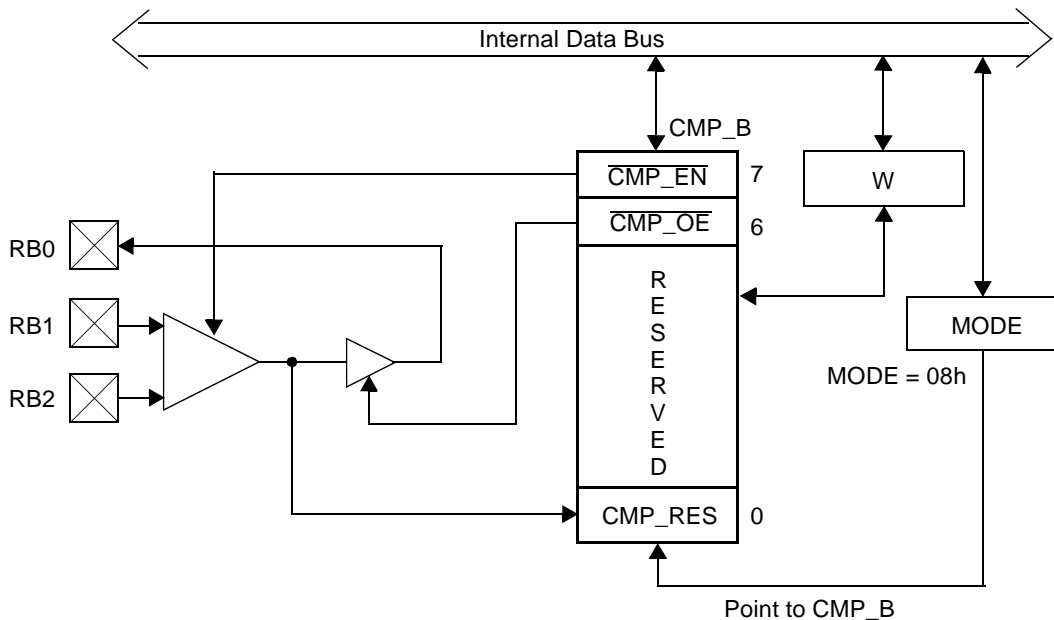 Internal Data Bus
CMP_B
CMP_EN 7
W
CMP_OE 6
RB0
RESERVED
RB1
MODE
MODE = 08h
RB2
CMP_RES 0
Point to CMP_B